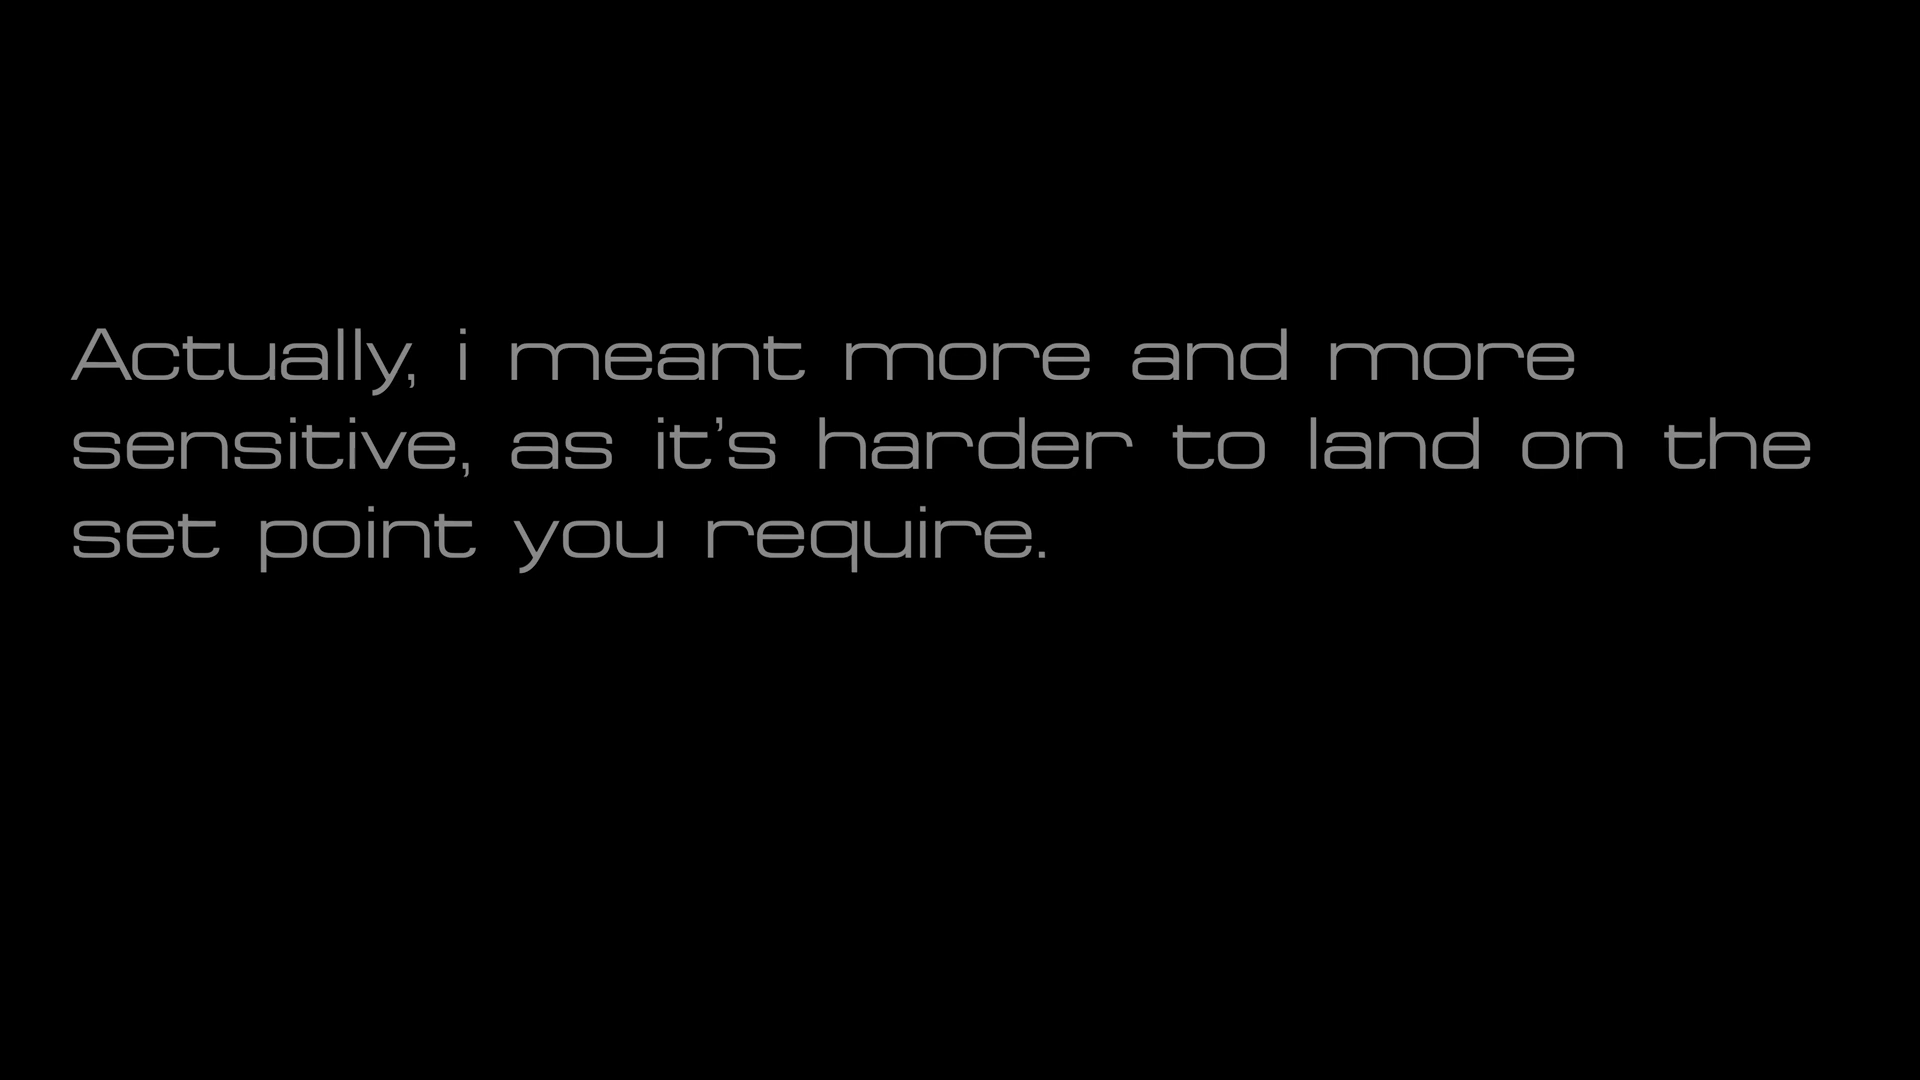 Actually, i meant more and more
sensitive, as it's harder to land on the
set point you require.